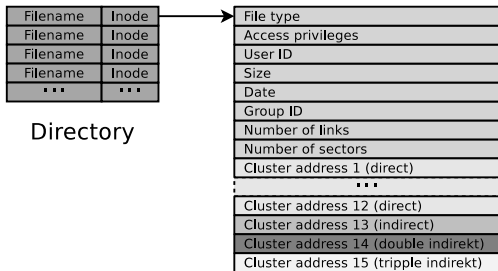 Filename Inode
Filename Inode
Filename Inode
Filename Inode
... ...
Directory
File type
Access privileges
User ID
Size
Date
Group ID
Number of links
Number of sectors
Cluster address 1 (direct)
...
Cluster address 12 (direct)
Cluster address 13 (indirect)
Cluster address 14 (double indirekt)
Cluster address 15 (tripple indirekt)